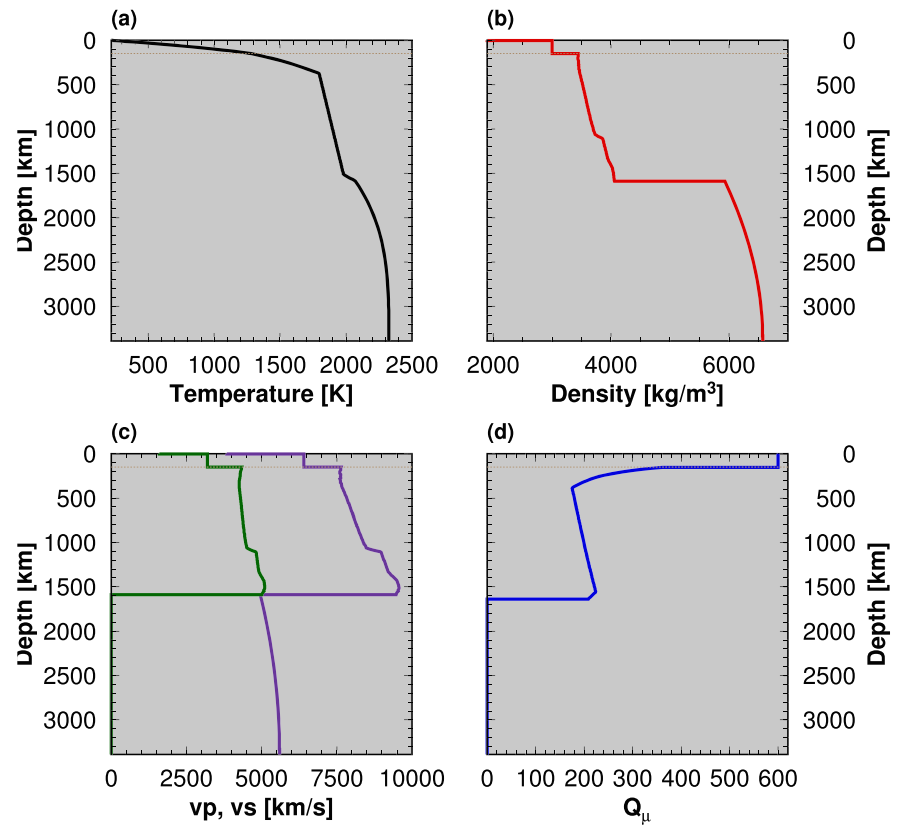 (a)
0
500
1000
1500
2000
2500
3000
Depth [km]
500 1000 1500 2000 2500
Temperature [K]
(b)
0
500
1000
1500
2000
2500
3000
Depth [km]
2000 4000 6000
Density [kg/m³]
(c)
0
500
1000
1500
2000
2500
3000
Depth [km]
0 2500 5000 7500 10000
vp, vs [km/s]
(d)
0
500
1000
1500
2000
2500
3000
Depth [km]
0 100 200 300 400 500 600
Qμ